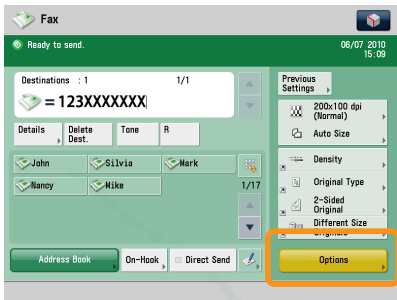 Fax
Ready to send.
06/07 2010
15:09
Destinations : 1
1/1
= 123XXXXXXX
Details
Delete Dest.
Tone
R
Previous Settings
200x100 dpi (Normal)
Auto Size
John
Silvia
Mark
Nancy
Mike
1/17
Density
Original Type
2-Sided Original
Different Size
Address Book
On-Hook
Direct Send
Options